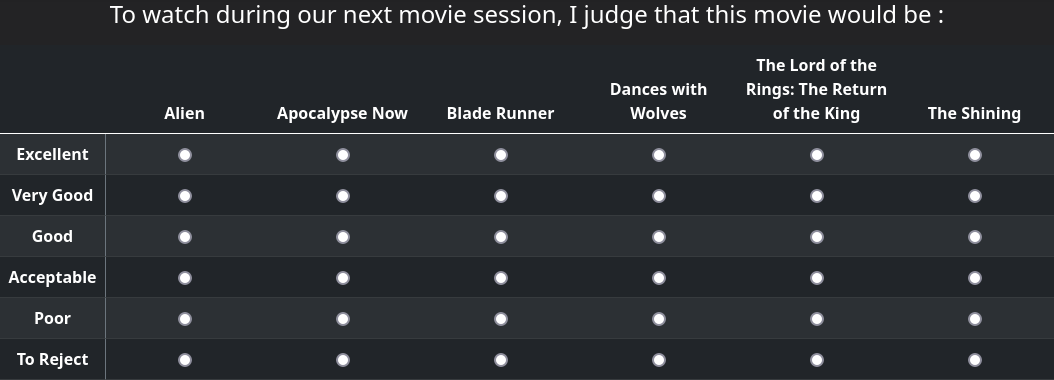 To watch during our next movie session, I judge that this movie would be :
The Lord of the
Dances with Rings: The Return
Alien Apocalypse Now Blade Runner Wolves of the King The Shining
Excellent
Very Good
Good
Acceptable
Poor
To Reject